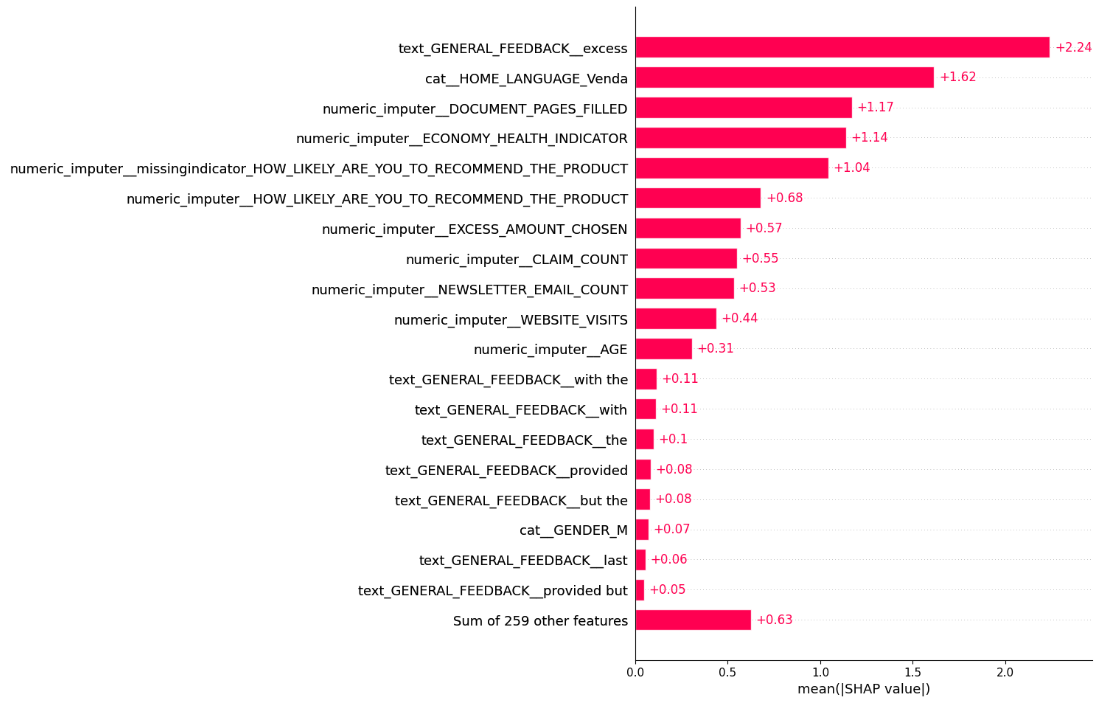 text_GENERAL_FEEDBACK__excess +2.24
cat__HOME_LANGUAGE_Venda +1.62
numeric_imputer__DOCUMENT_PAGES_FILLED +1.17
numeric_imputer__ECONOMY_HEALTH_INDICATOR +1.14
numeric_imputer__missingindicator_HOW_LIKELY_ARE_YOU_TO_RECOMMEND_THE_PRODUCT +1.04
numeric_imputer__HOW_LIKELY_ARE_YOU_TO_RECOMMEND_THE_PRODUCT +0.68
numeric_imputer__EXCESS_AMOUNT_CHOSEN +0.57
numeric_imputer__CLAIM_COUNT +0.55
numeric_imputer__NEWSLETTER_EMAIL_COUNT +0.53
numeric_imputer__WEBSITE_VISITS +0.44
numeric_imputer__AGE +0.31
text_GENERAL_FEEDBACK__with the +0.11
text_GENERAL_FEEDBACK__with +0.11
text_GENERAL_FEEDBACK__the +0.1
text_GENERAL_FEEDBACK__provided +0.08
text_GENERAL_FEEDBACK__but the +0.08
cat__GENDER_M +0.07
text_GENERAL_FEEDBACK__last +0.06
text_GENERAL_FEEDBACK__provided but +0.05
Sum of 259 other features +0.63
0.0 0.5 1.0 1.5 2.0
mean(|SHAP value|)